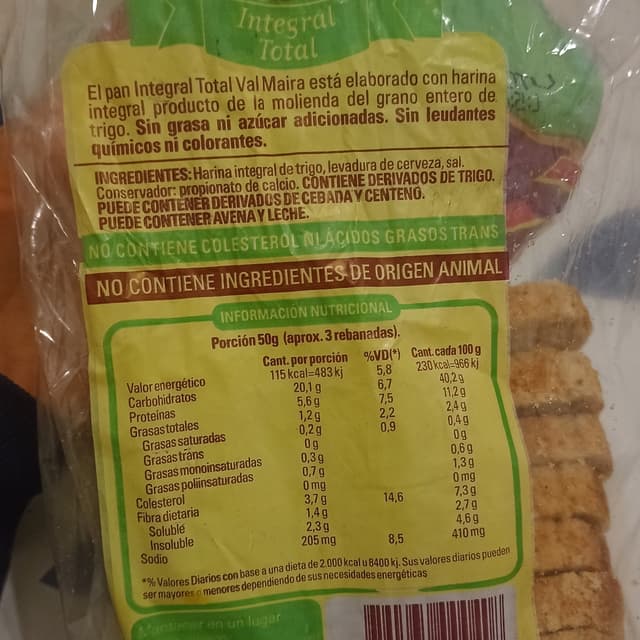 Integral
Total
El pan Integral Total Val Maira está elaborado con harina
integral producto de la molienda del grano entero de
trigo. Sin grasa ni azúcar adicionadas. Sin leudantes
químicos ni colorantes.
INGREDIENTES: Harina integral de trigo, levadura de cerveza, sal.
Conservador: propionato de calcio. CONTIENE DERIVADOS DE TRIGO.
PUEDE CONTENER DERIVADOS DE CEBADA Y CENTENO.
PUEDE CONTENER AVENA Y LECHE.
NO CONTIENE COLESTEROL NI ÁCIDOS GRASOS TRANS
NO CONTIENE INGREDIENTES DE ORIGEN ANIMAL
INFORMACIÓN NUTRICIONAL
Porción 50g (aprox. 3 rebanadas).
Cant. por porción %VD(*) Cant. cada 100 g
Valor energético 115 kcal=483 kj 5,8 230 kcal=966 kj
Carbohidratos 20,1 g 6,7 40,2 g
Proteínas 5,6 g 7,5 11,2 g
Grasas totales 1,2 g 2,2 2,4 g
Grasas saturadas 0,2 g 0,9 0,4 g
Grasas trans 0 g 0 g
Grasas monoinsaturadas 0,3 g 0,6 g
Grasas poliinsaturadas 0,7 g 1,3 g
Colesterol 0 mg 0 mg
Fibra dietaria 3,7 g 14,6 7,3 g
Soluble 1,4 g 2,7 g
Insoluble 2,3 g 4,6 g
Sodio 205 mg 8,5 410 mg
*% Valores Diarios con base a una dieta de 2.000 kcal u 8400 kj. Sus valores diarios pueden
ser mayores o menores dependiendo de sus necesidades energéticas
Mantener en un lugar